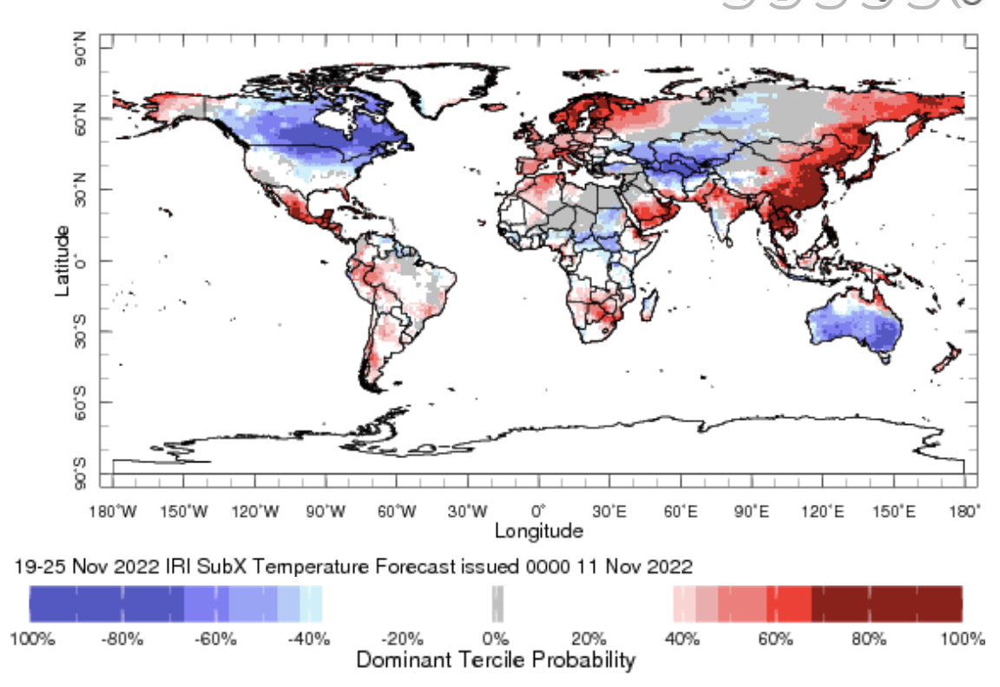 90°N
60°N
30°N
0°
30°S
60°S
90°S
Latitude
180°W 150°W 120°W 90°W 60°W 30°W 0° 30°E 60°E 90°E 120°E 150°E 180°
Longitude
19-25 Nov 2022 IRI SubX Temperature Forecast issued 0000 11 Nov 2022
100% -80% -60% -40% -20% 0% 20% 40% 60% 80% 100%
Dominant Tercile Probability